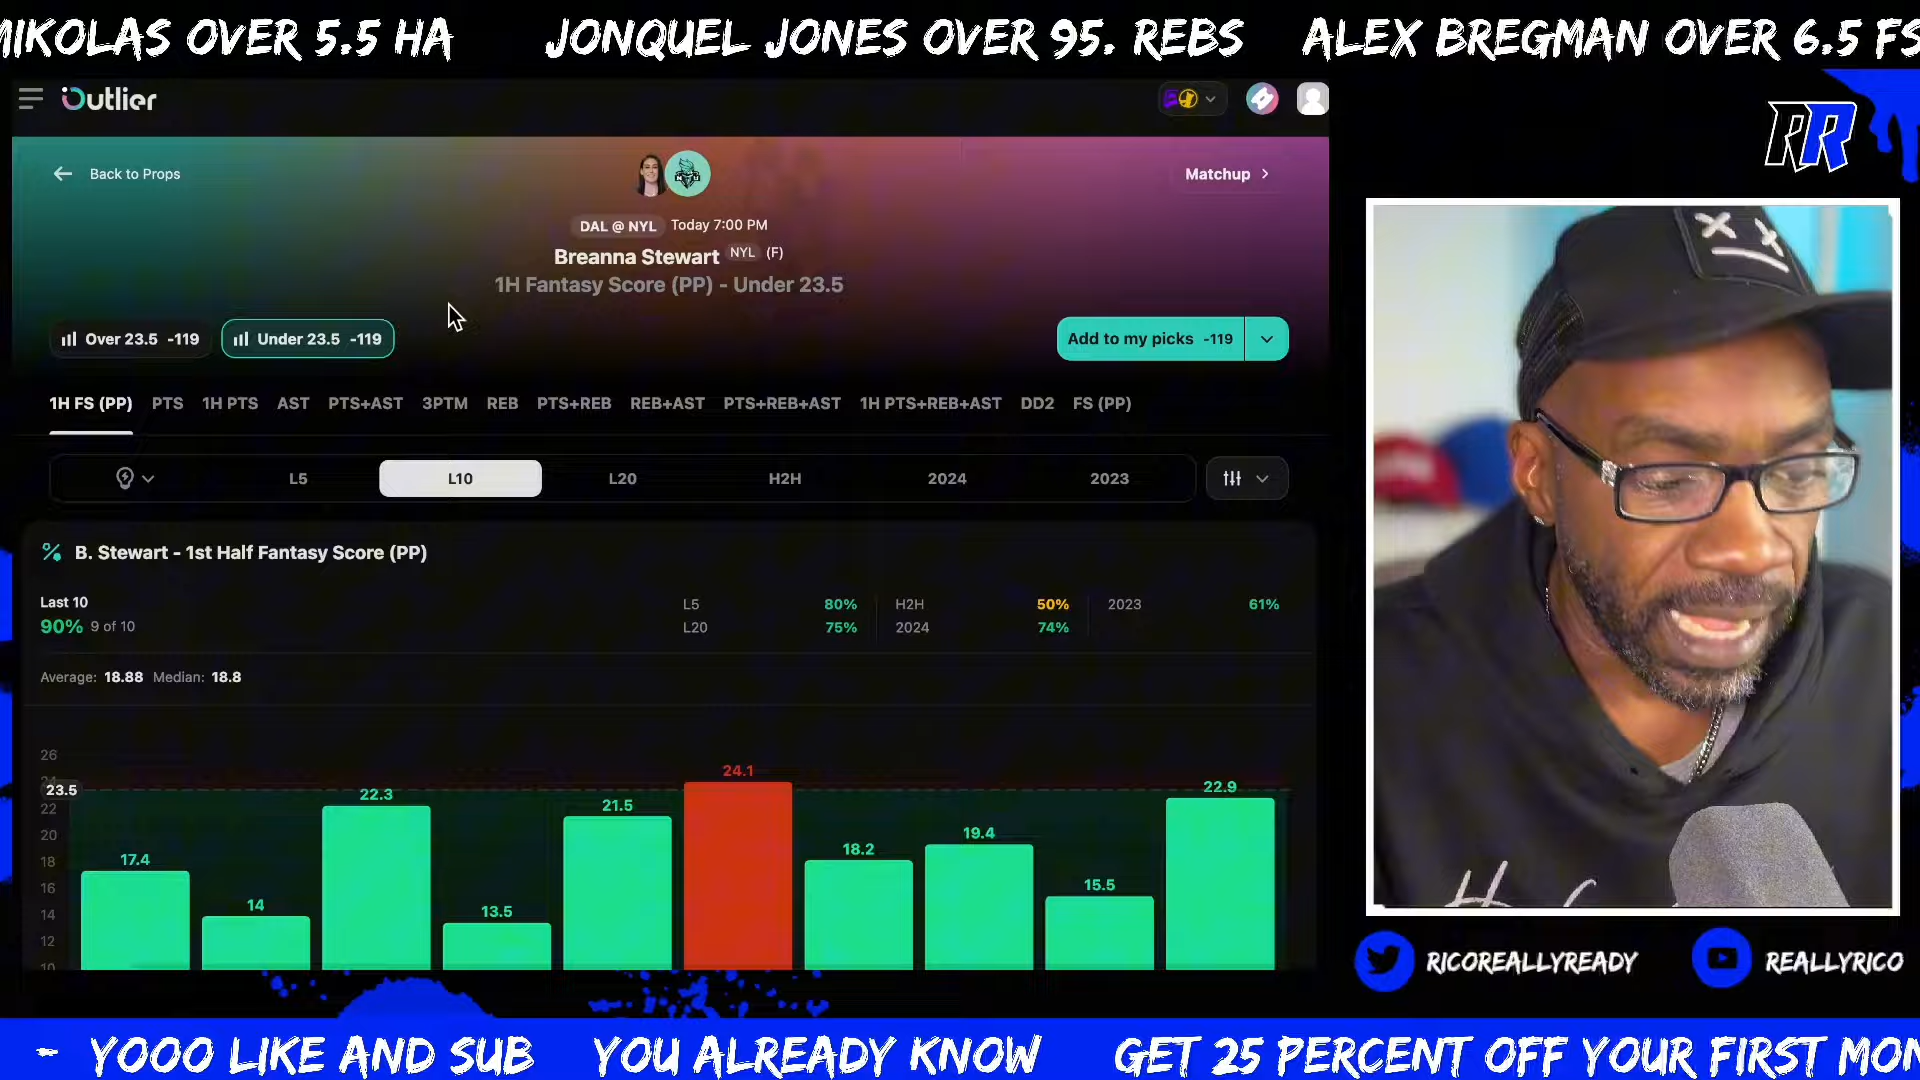 MIKOLAS OVER 5.5 HA JONQUEL JONES OVER 95. REBS ALEX BREGMAN OVER 6.5 FS
Outlier
RR
Back to Props
Matchup
DAL @ NYL Today 7:00 PM
Breanna Stewart NYL (F)
1H Fantasy Score (PP) - Under 23.5
Over 23.5 -119 Under 23.5 -119 Add to my picks -119
1H FS (PP) PTS 1H PTS AST PTS+AST 3PTM REB PTS+REB REB+AST PTS+REB+AST 1H PTS+REB+AST DD2 FS (PP)
L5 L10 L20 H2H 2024 2023
B. Stewart - 1st Half Fantasy Score (PP)
Last 10
90% 9 of 10
L5 80% H2H 50% 2023 61%
L20 75% 2024 74%
Average: 18.88 Median: 18.8
26
24
23.5
22
20
18
16
14
12
10
17.4 14 22.3 13.5 21.5 24.1 18.2 19.4 15.5 22.9
RICOREALLYREADY REALLYRICO
- YOOO LIKE AND SUB YOU ALREADY KNOW GET 25 PERCENT OFF YOUR FIRST MON